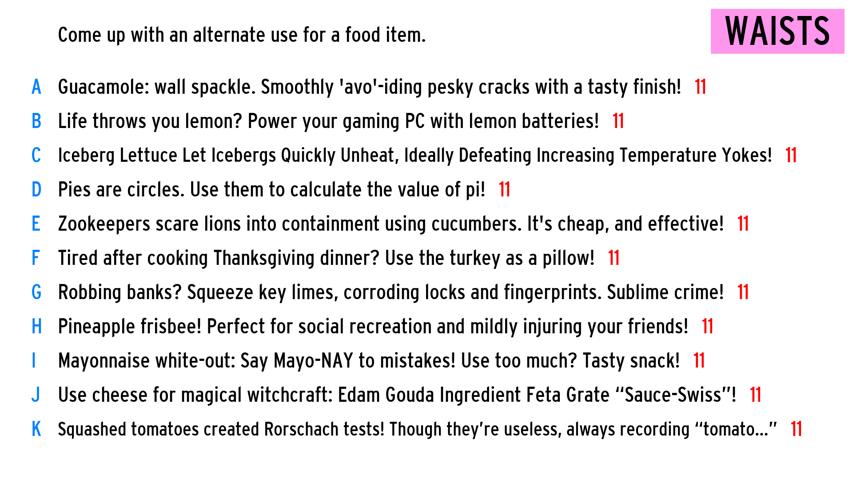 Come up with an alternate use for a food item.
WAISTS
A Guacamole: wall spackle. Smoothly 'avo'-iding pesky cracks with a tasty finish! 11
B Life throws you lemon? Power your gaming PC with lemon batteries! 11
C Iceberg Lettuce Let Icebergs Quickly Unheat, Ideally Defeating Increasing Temperature Yokes! 11
D Pies are circles. Use them to calculate the value of pi! 11
E Zookeepers scare lions into containment using cucumbers. It's cheap, and effective! 11
F Tired after cooking Thanksgiving dinner? Use the turkey as a pillow! 11
G Robbing banks? Squeeze key limes, corroding locks and fingerprints. Sublime crime! 11
H Pineapple frisbee! Perfect for social recreation and mildly injuring your friends! 11
I Mayonnaise white-out: Say Mayo-NAY to mistakes! Use too much? Tasty snack! 11
J Use cheese for magical witchcraft: Edam Gouda Ingredient Feta Grate “Sauce-Swiss”! 11
K Squashed tomatoes created Rorschach tests! Though they’re useless, always recording “tomato...” 11